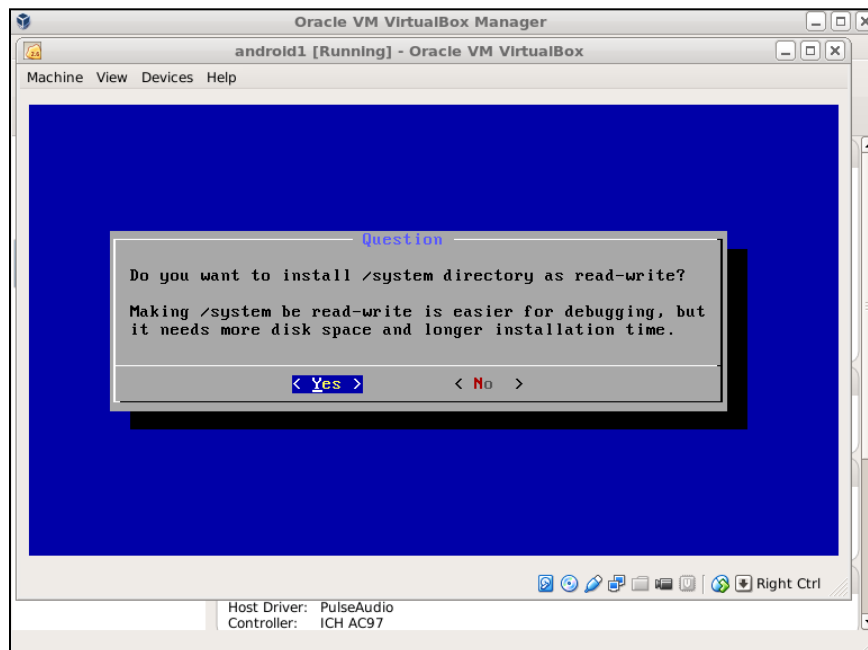 Oracle VM VirtualBox Manager
android1 [Running] - Oracle VM VirtualBox
Machine View Devices Help
Question
Do you want to install /system directory as read-write?
Making /system be read-write is easier for debugging, but
it needs more disk space and longer installation time.
< Yes > < No >
Right Ctrl
Host Driver: PulseAudio
Controller: ICH AC97